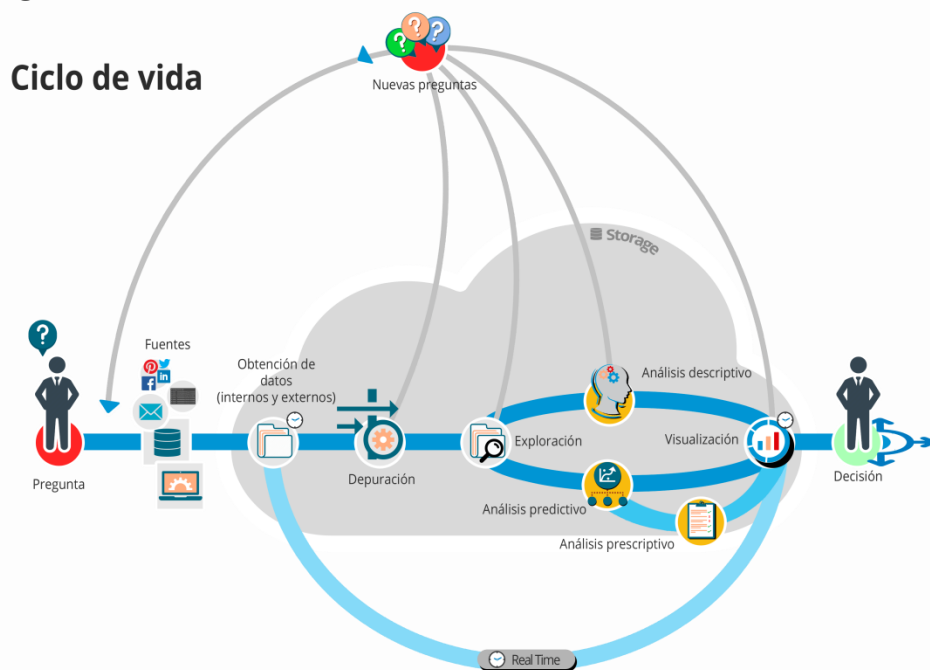 Ciclo de vida
?
?
?
Nuevas preguntas
Storage
?
Fuentes
in
f
Obtención de
datos
(internos y externos)
Análisis descriptivo
Exploración
Visualización
Pregunta
Depuración
Decisión
Análisis predictivo
Análisis prescriptivo
Real Time